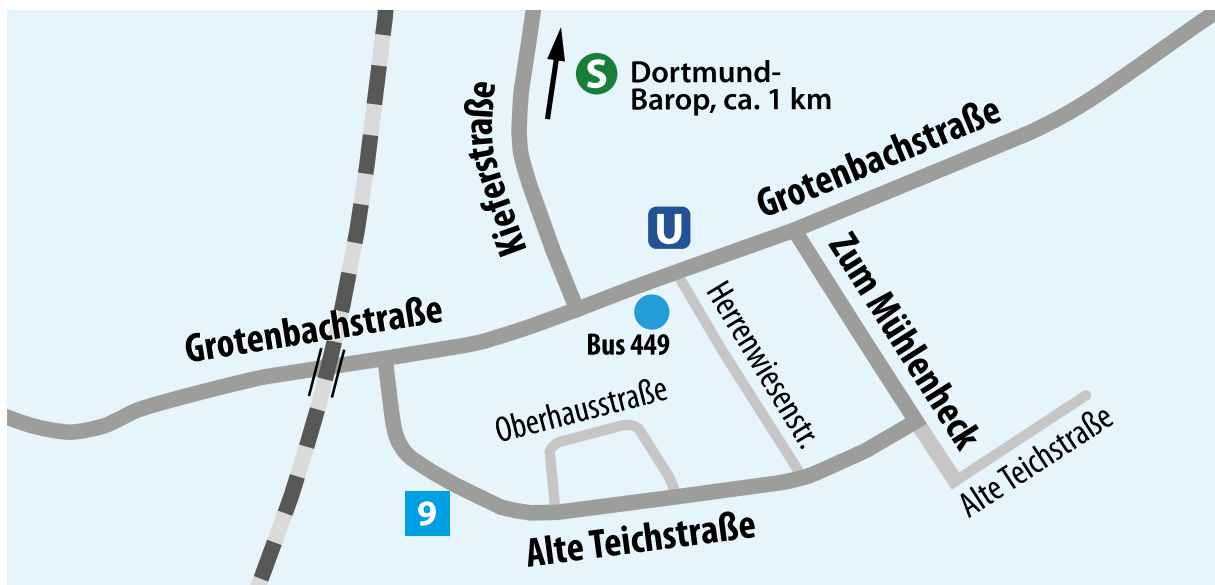 S
Dortmund-
Barop, ca. 1 km
Kieferstraße
Grotenbachstraße
U
Zum Mühlenheck
Grotenbachstraße
Herrenwiesenstr.
Bus 449
Oberhausstraße
Alte Teichstraße
9
Alte Teichstraße